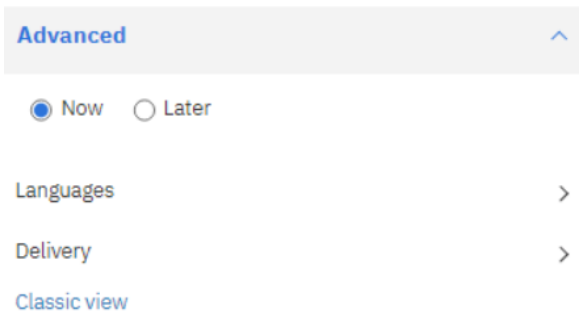 Advanced
Now Later
Languages
Delivery
Classic view